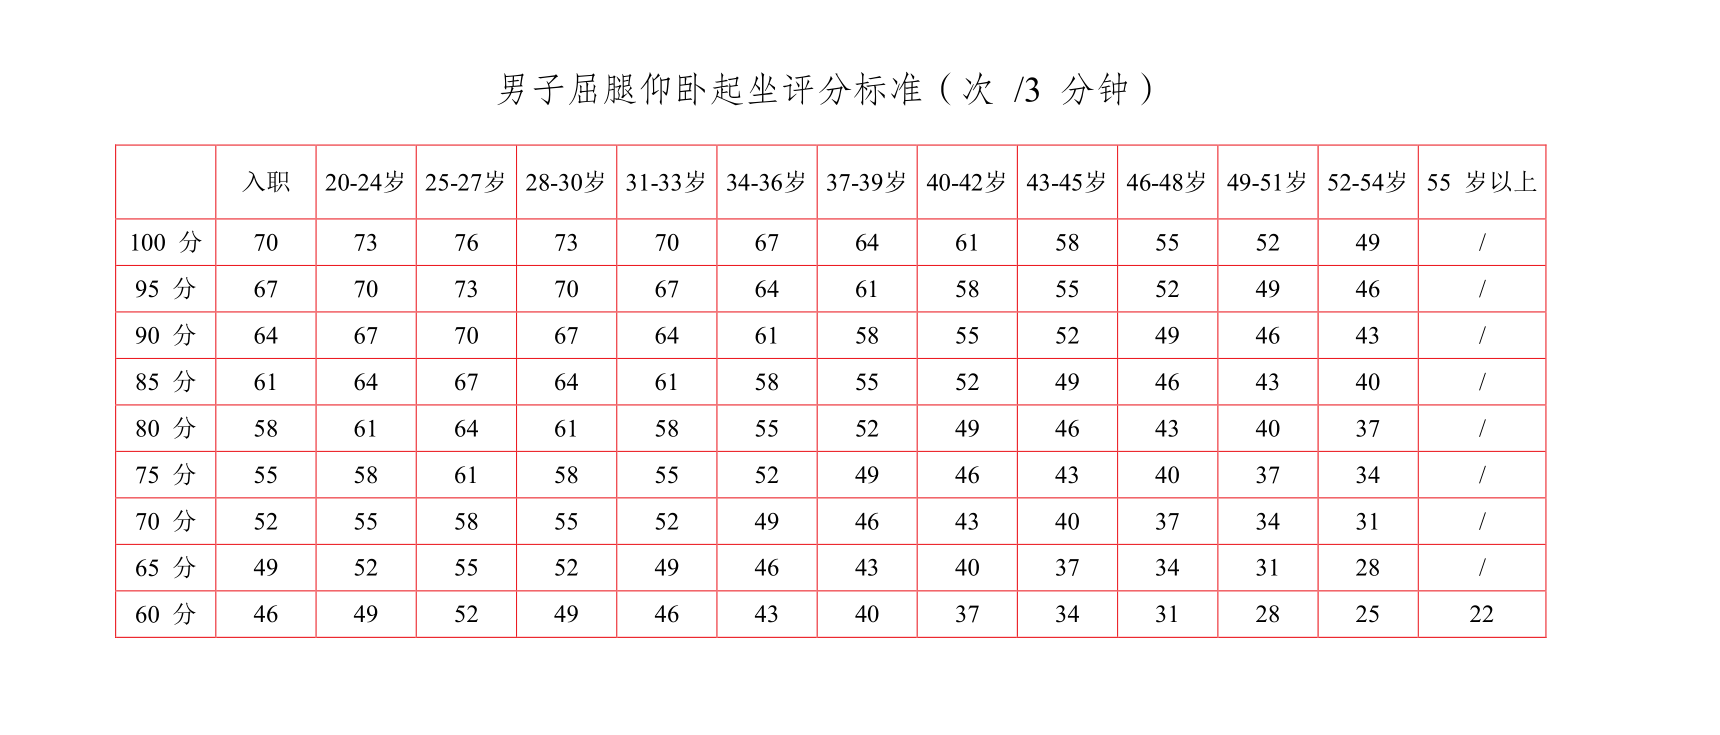 男子屈腿仰卧起坐评分标准（次 /3 分钟）
入职 20-24岁 25-27岁 28-30岁 31-33岁 34-36岁 37-39岁 40-42岁 43-45岁 46-48岁 49-51岁 52-54岁 55 岁以上
100 分 70 73 76 73 70 67 64 61 58 55 52 49 /
95 分 67 70 73 70 67 64 61 58 55 52 49 46 /
90 分 64 67 70 67 64 61 58 55 52 49 46 43 /
85 分 61 64 67 64 61 58 55 52 49 46 43 40 /
80 分 58 61 64 61 58 55 52 49 46 43 40 37 /
75 分 55 58 61 58 55 52 49 46 43 40 37 34 /
70 分 52 55 58 55 52 49 46 43 40 37 34 31 /
65 分 49 52 55 52 49 46 43 40 37 34 31 28 /
60 分 46 49 52 49 46 43 40 37 34 31 28 25 22